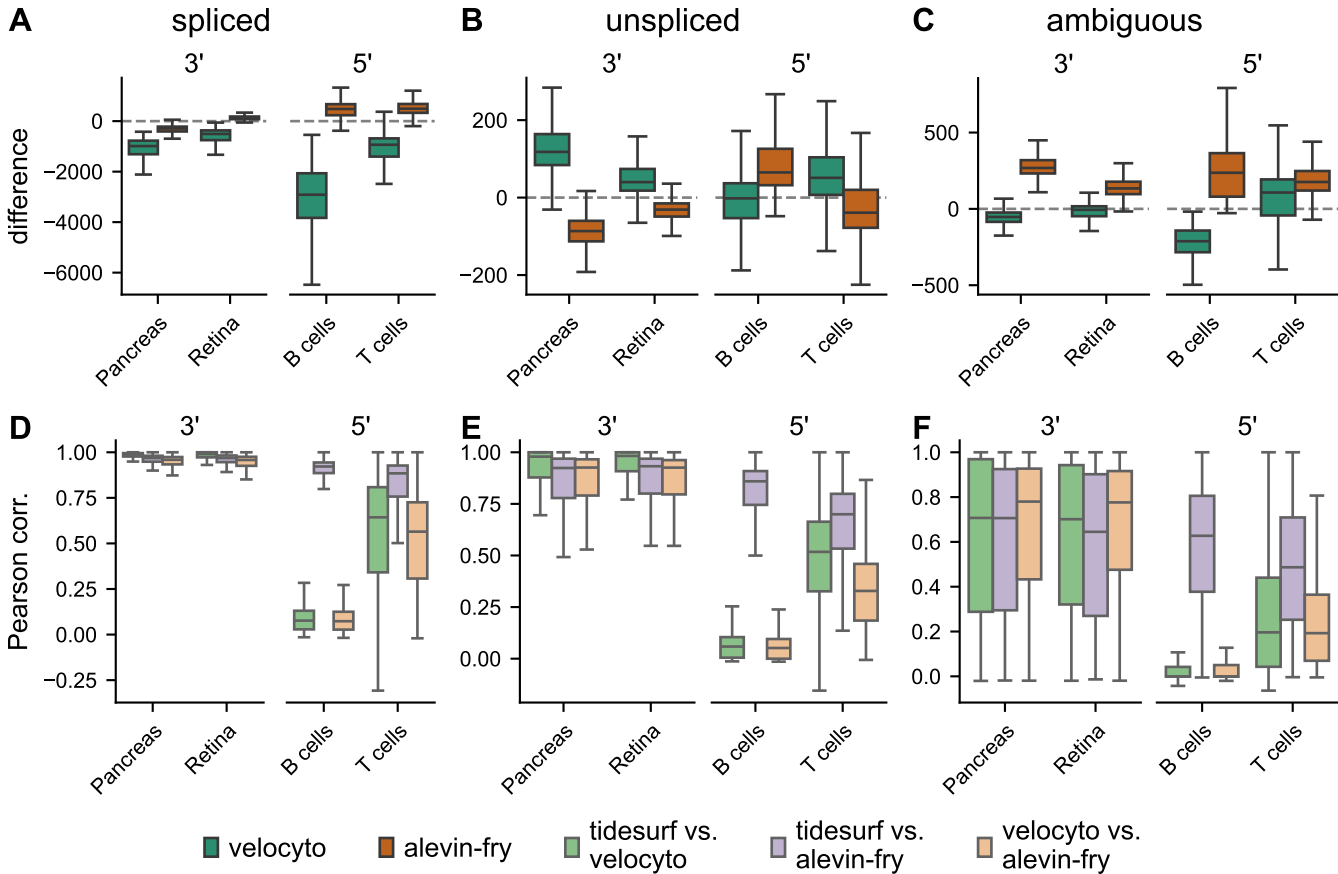 A spliced B unspliced C ambiguous
3' 5' 3' 5' 3' 5'
difference
0
−2000
−4000
−6000
200
0
−200
500
0
−500
Pancreas Retina B cells T cells Pancreas Retina B cells T cells Pancreas Retina B cells T cells
D 3' 5' E 3' 5' F 3' 5'
Pearson corr.
1.00
0.75
0.50
0.25
0.00
−0.25
1.00
0.75
0.50
0.25
0.00
1.0
0.8
0.6
0.4
0.2
0.0
Pancreas Retina B cells T cells Pancreas Retina B cells T cells Pancreas Retina B cells T cells
velocyto
alevin-fry
tidesurf vs.
velocyto
tidesurf vs.
alevin-fry
velocyto vs.
alevin-fry